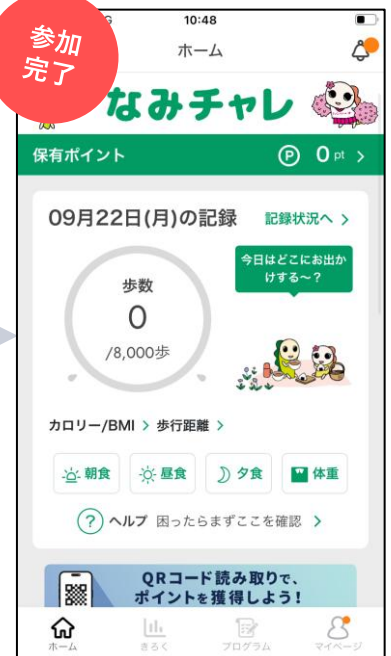 参加
完了
10:48
ホーム
なみチャレ
保有ポイント
P 0 pt >
09月22日(月)の記録
記録状況へ >
今日はどこにお出か
けする〜？
歩数
0
/8,000歩
カロリー/BMI > 歩行距離 >
朝食
昼食
夕食
体重
? ヘルプ 困ったらまずここを確認 >
QRコード読み取りで、
ポイントを獲得しよう！
ホーム
きろく
プログラム
マイページ